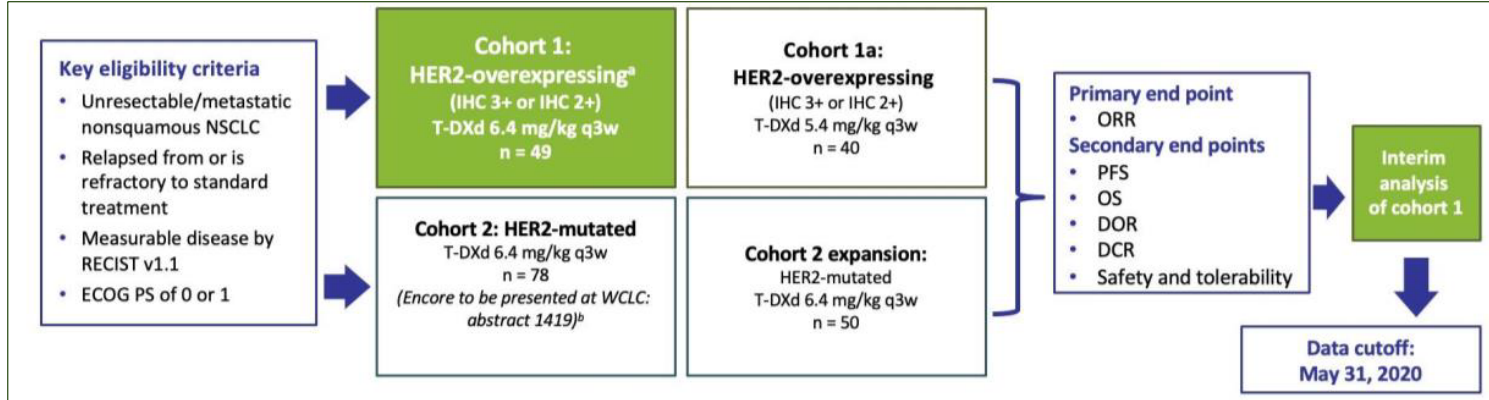 Key eligibility criteria
• Unresectable/metastatic
nonsquamous NSCLC
• Relapsed from or is
refractory to standard
treatment
• Measurable disease by
RECIST v1.1
• ECOG PS of 0 or 1
Cohort 1:
HER2-overexpressingᵃ
(IHC 3+ or IHC 2+)
T-DXd 6.4 mg/kg q3w
n = 49
Cohort 1a:
HER2-overexpressing
(IHC 3+ or IHC 2+)
T-DXd 5.4 mg/kg q3w
n = 40
Cohort 2: HER2-mutated
T-DXd 6.4 mg/kg q3w
n = 78
(Encore to be presented at WCLC:
abstract 1419)ᵇ
Cohort 2 expansion:
HER2-mutated
T-DXd 6.4 mg/kg q3w
n = 50
Primary end point
• ORR
Secondary end points
• PFS
• OS
• DOR
• DCR
• Safety and tolerability
Interim
analysis
of cohort 1
Data cutoff:
May 31, 2020